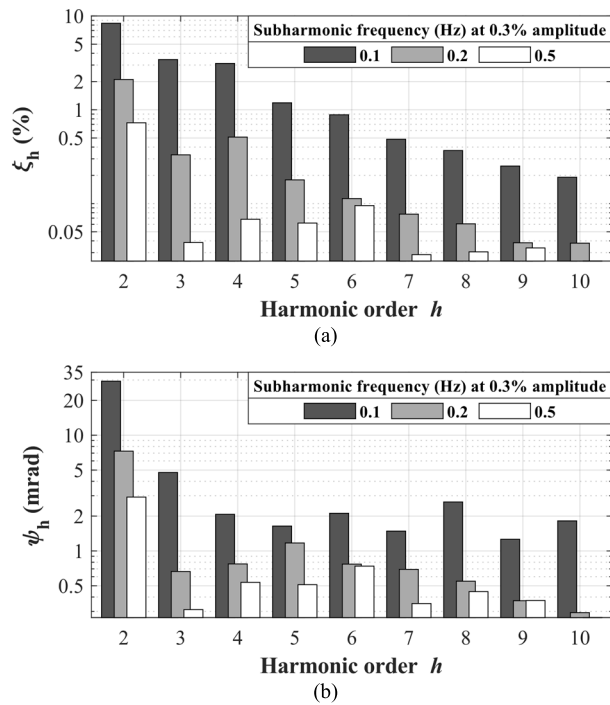 Subharmonic frequency (Hz) at 0.3% amplitude
0.1 0.2 0.5
10
5
2
1
0.5
0.05
ξh (%)
2 3 4 5 6 7 8 9 10
Harmonic order h
(a)
Subharmonic frequency (Hz) at 0.3% amplitude
0.1 0.2 0.5
35
20
10
5
2
1
0.5
ψh (mrad)
2 3 4 5 6 7 8 9 10
Harmonic order h
(b)